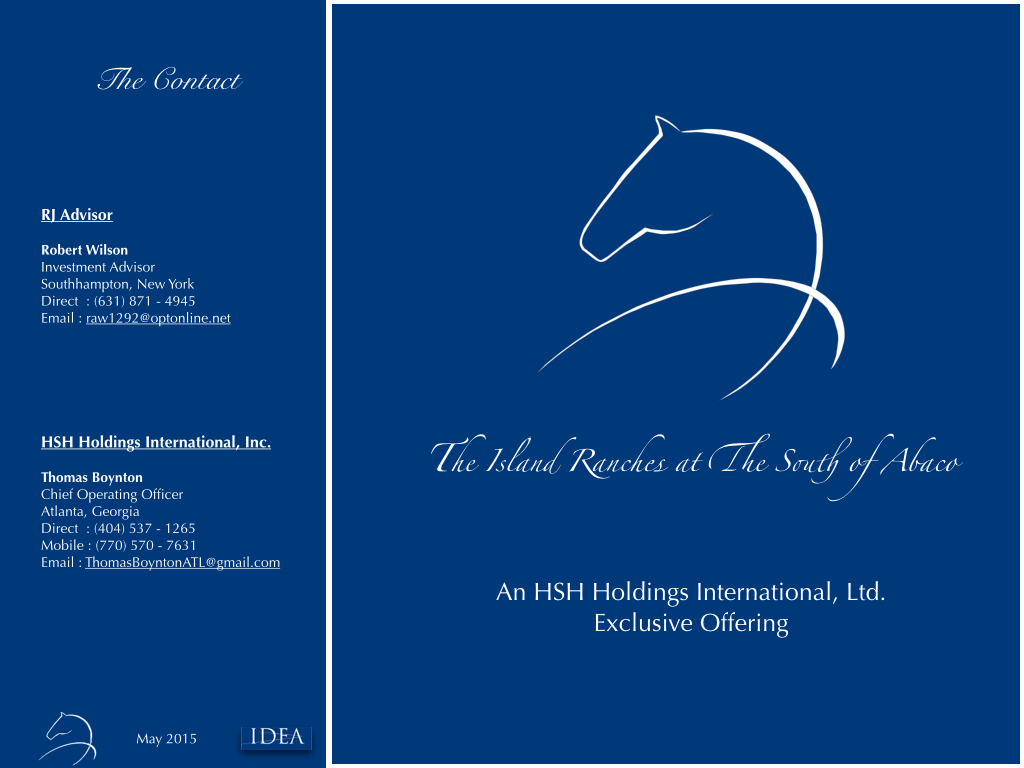 The Contact
RJ Advisor
Robert Wilson
Investment Advisor
Southhampton, New York
Direct  : (631) 871 - 4945
Email : raw1292@optonline.net
HSH Holdings International, Inc.
Thomas Boynton
Chief Operating Officer
Atlanta, Georgia
Direct  : (404) 537 - 1265
Mobile : (770) 570 - 7631
Email : ThomasBoyntonATL@gmail.com
May 2015
IDEA
The Island Ranches at The South of Abaco
An HSH Holdings International, Ltd.
Exclusive Offering